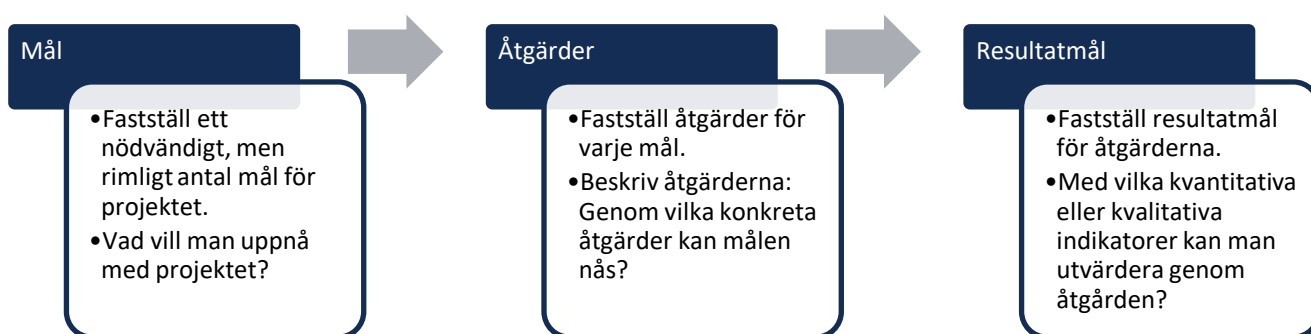 Mål
•Fastställ ett
nödvändigt, men
rimligt antal mål för
projektet.
•Vad vill man uppnå
med projektet?
Åtgärder
•Fastställ åtgärder för
varje mål.
•Beskriv åtgärderna:
Genom vilka konkreta
åtgärder kan målen
nås?
Resultatmål
•Fastställ resultatmål
för åtgärderna.
•Med vilka kvantitativa
eller kvalitativa
indikatorer kan man
utvärdera genom
åtgården?